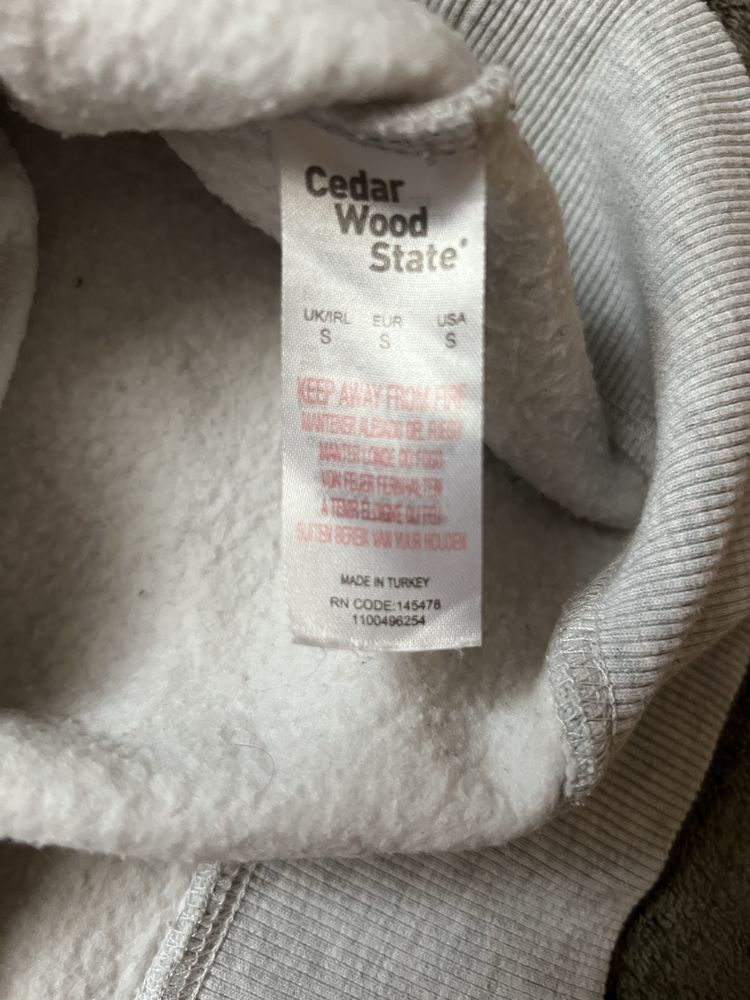 Cedar
Wood
State'
UK/IRL EUR USA
S S S
KEEP AWAY FROM FIRE
MANTENER ALEJADO DEL FUEGO
MANTER LONGE DO FOGO
VON FEUER FERNHALTEN
À TENIR ÉLOIGNÉ DU FEU
BUITEN BEREIK VAN VUUR HOUDEN
MADE IN TURKEY
RN CODE:145478
1100496254